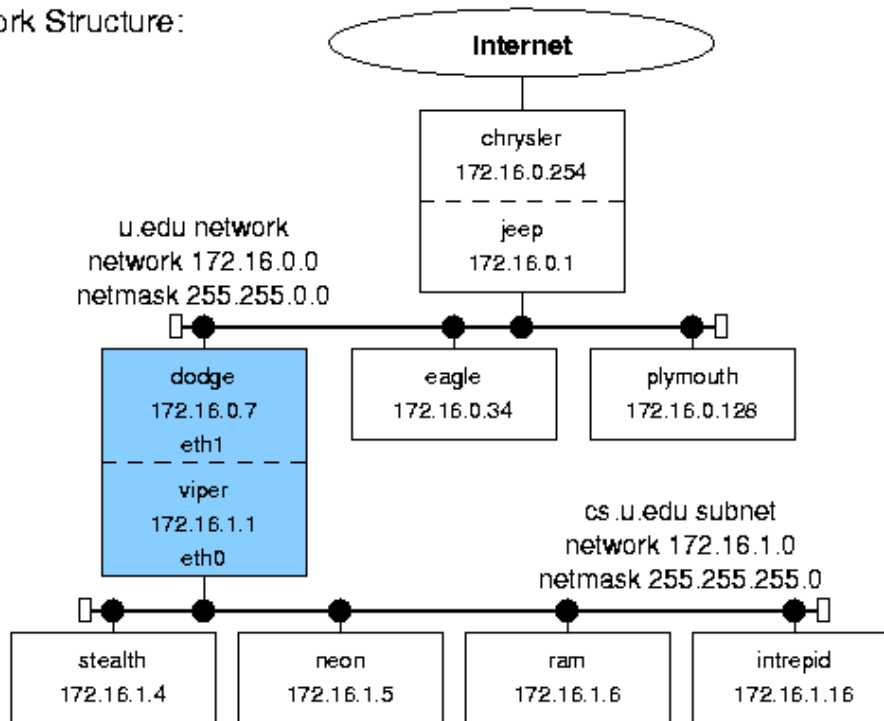 ork Structure:
Internet
chrysler
172.16.0.254
jeep
172.16.0.1
u.edu network
network 172.16.0.0
netmask 255.255.0.0
dodge
172.16.0.7
eth1
eagle
172.16.0.34
plymouth
172.16.0.128
viper
172.16.1.1
eth0
cs.u.edu subnet
network 172.16.1.0
netmask 255.255.255.0
stealth
172.16.1.4
neon
172.16.1.5
ram
172.16.1.6
intrepid
172.16.1.16